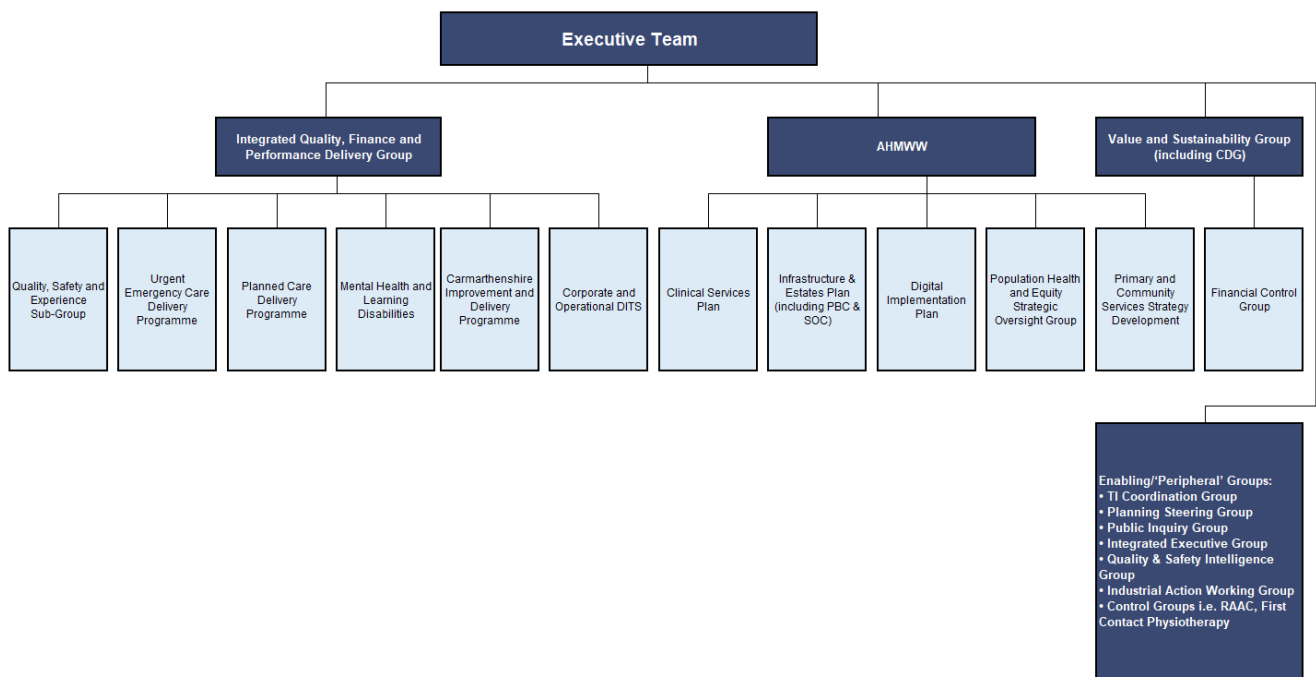 Executive Team
Integrated Quality, Finance and
Performance Delivery Group
AHMWW
Value and Sustainability Group
(including CDG)
Quality, Safety and
Experience
Sub-Group
Urgent
Emergency Care
Delivery
Programme
Planned Care
Delivery
Programme
Mental Health and
Learning
Disabilities
Carmarthenshire
Improvement and
Delivery
Programme
Corporate and
Operational DITS
Clinical Services
Plan
Infrastructure &
Estates Plan
(including PBC &
SOC)
Digital
Implementation
Plan
Population Health
and Equity
Strategic
Oversight Group
Primary and
Community
Services Strategy
Development
Financial Control
Group
Enabling/‘Peripheral’ Groups:
• TI Coordination Group
• Planning Steering Group
• Public Inquiry Group
• Integrated Executive Group
• Quality & Safety Intelligence
Group
• Industrial Action Working Group
• Control Groups i.e. RAAC, First
Contact Physiotherapy